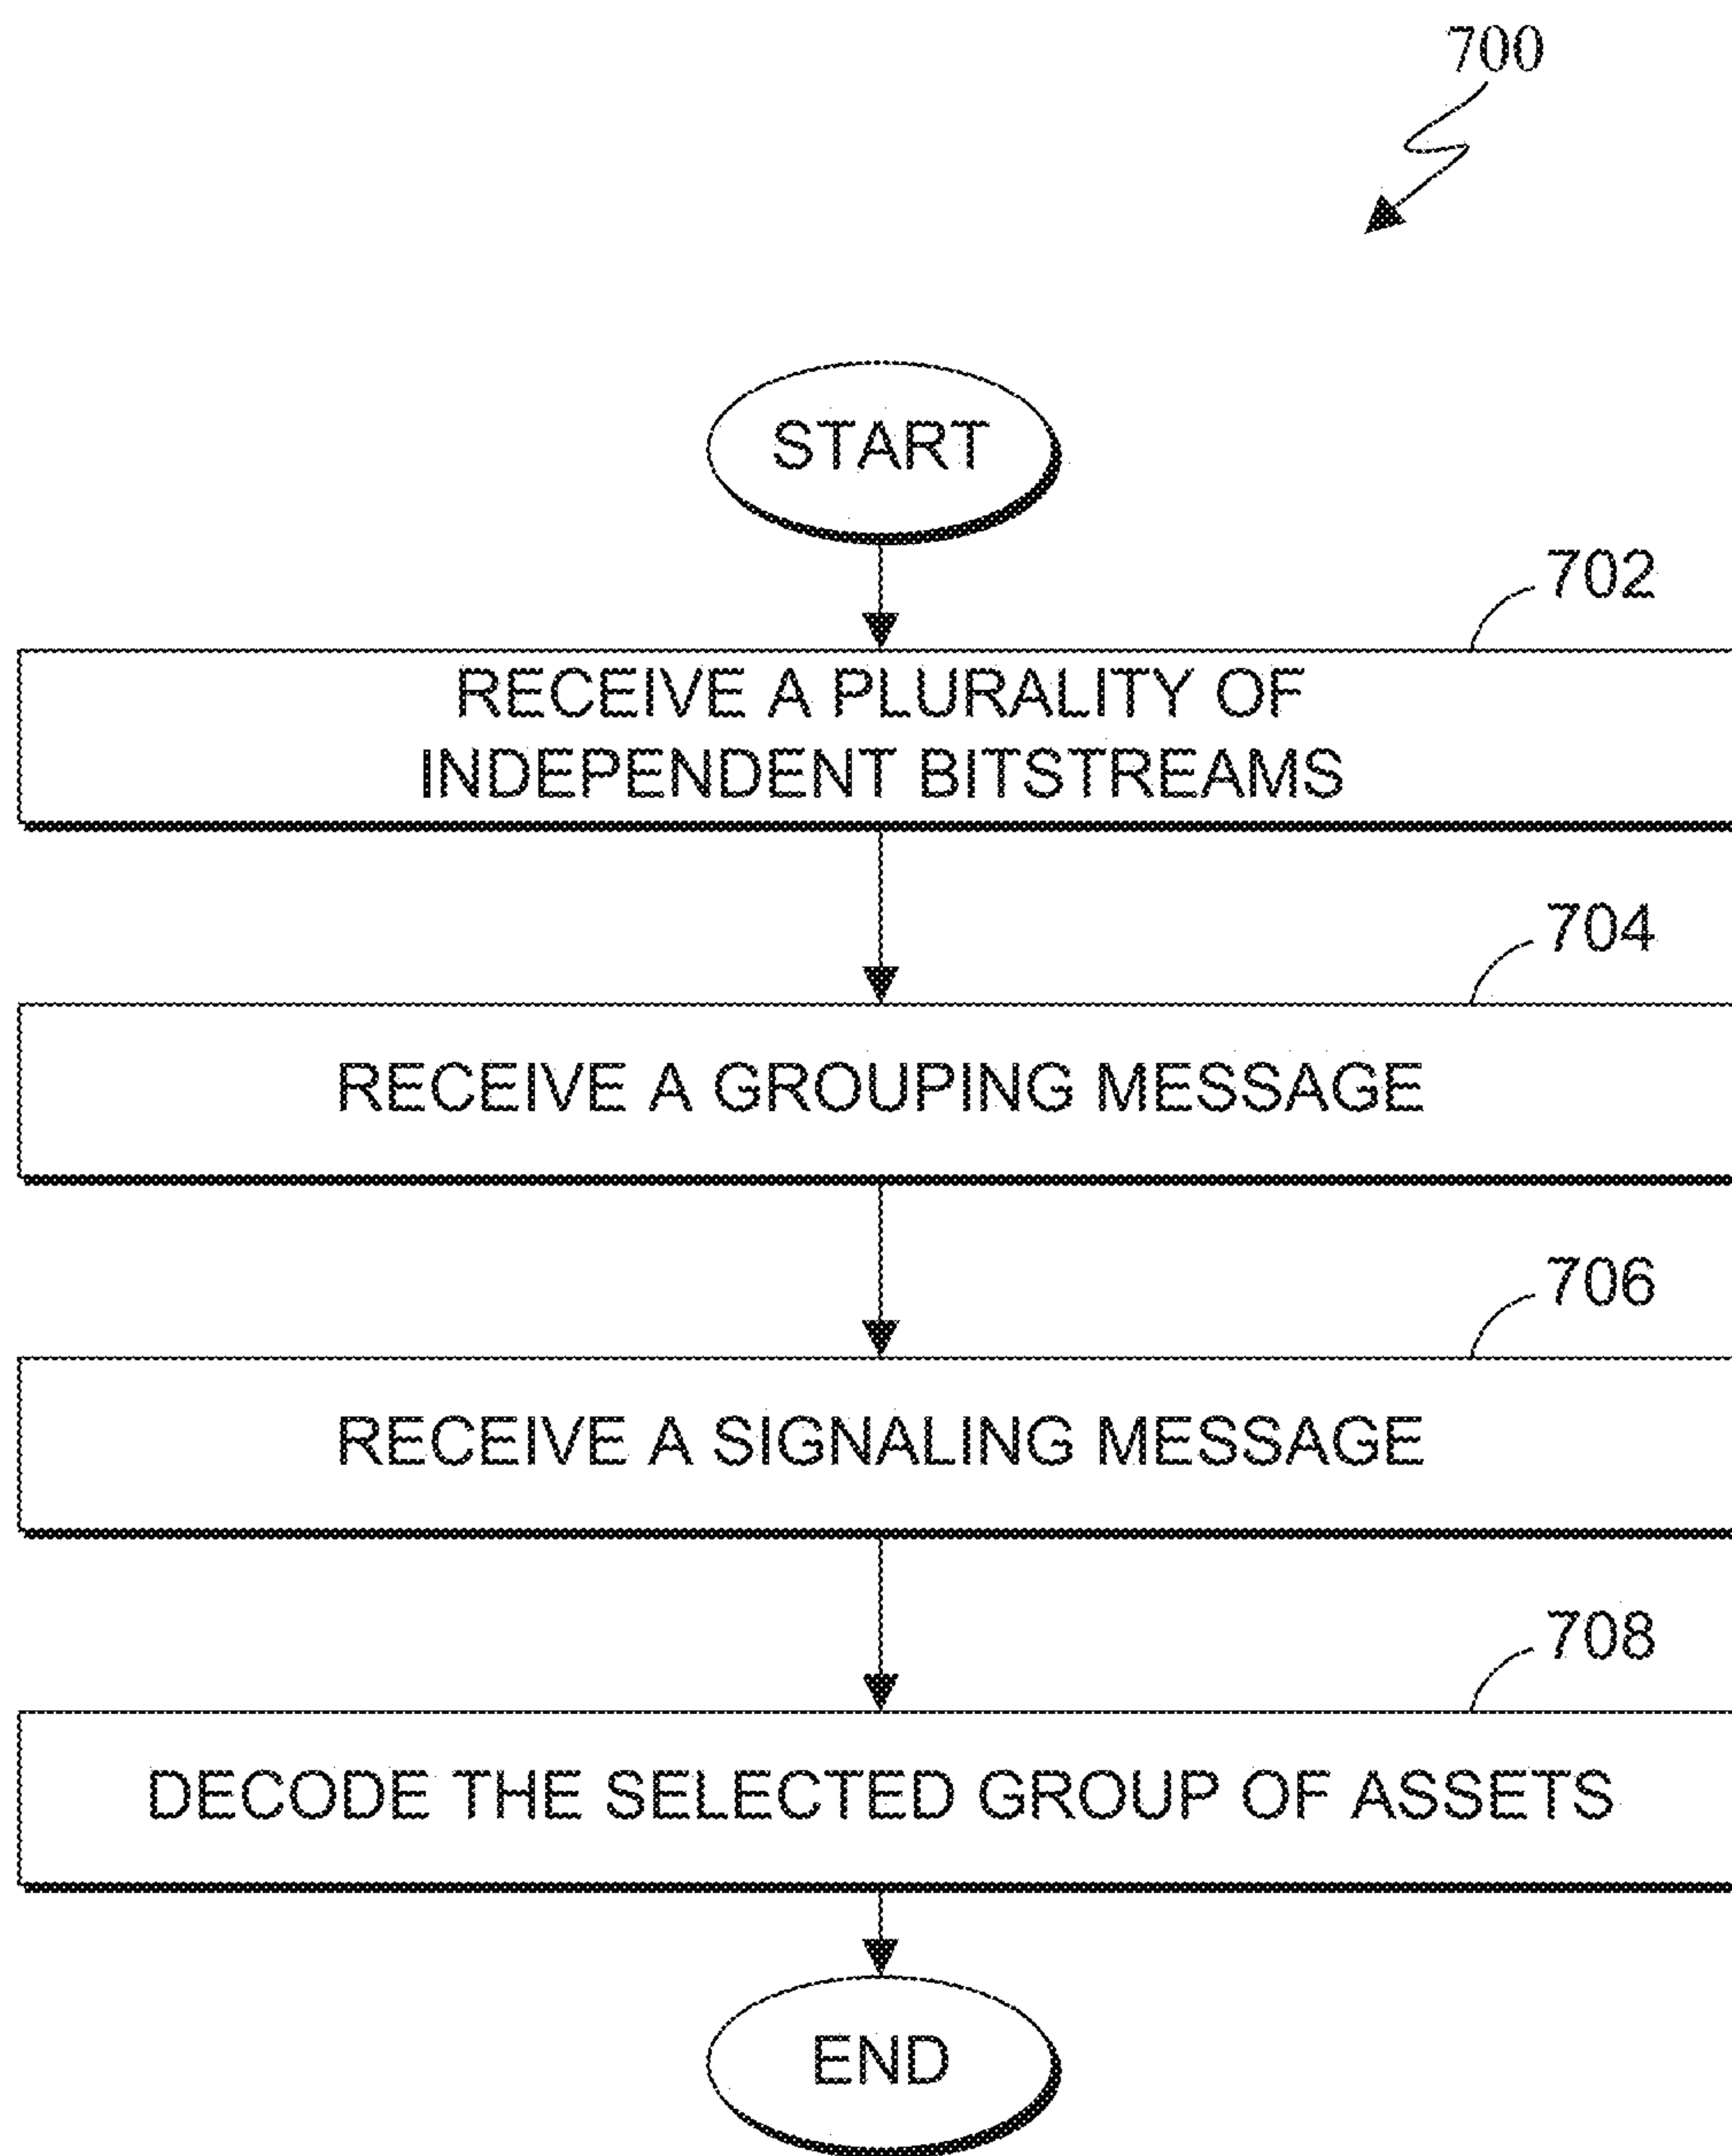 700
START
702
RECEIVE A PLURALITY OF
INDEPENDENT BITSTREAMS
704
RECEIVE A GROUPING MESSAGE
706
RECEIVE A SIGNALING MESSAGE
708
DECODE THE SELECTED GROUP OF ASSETS
END